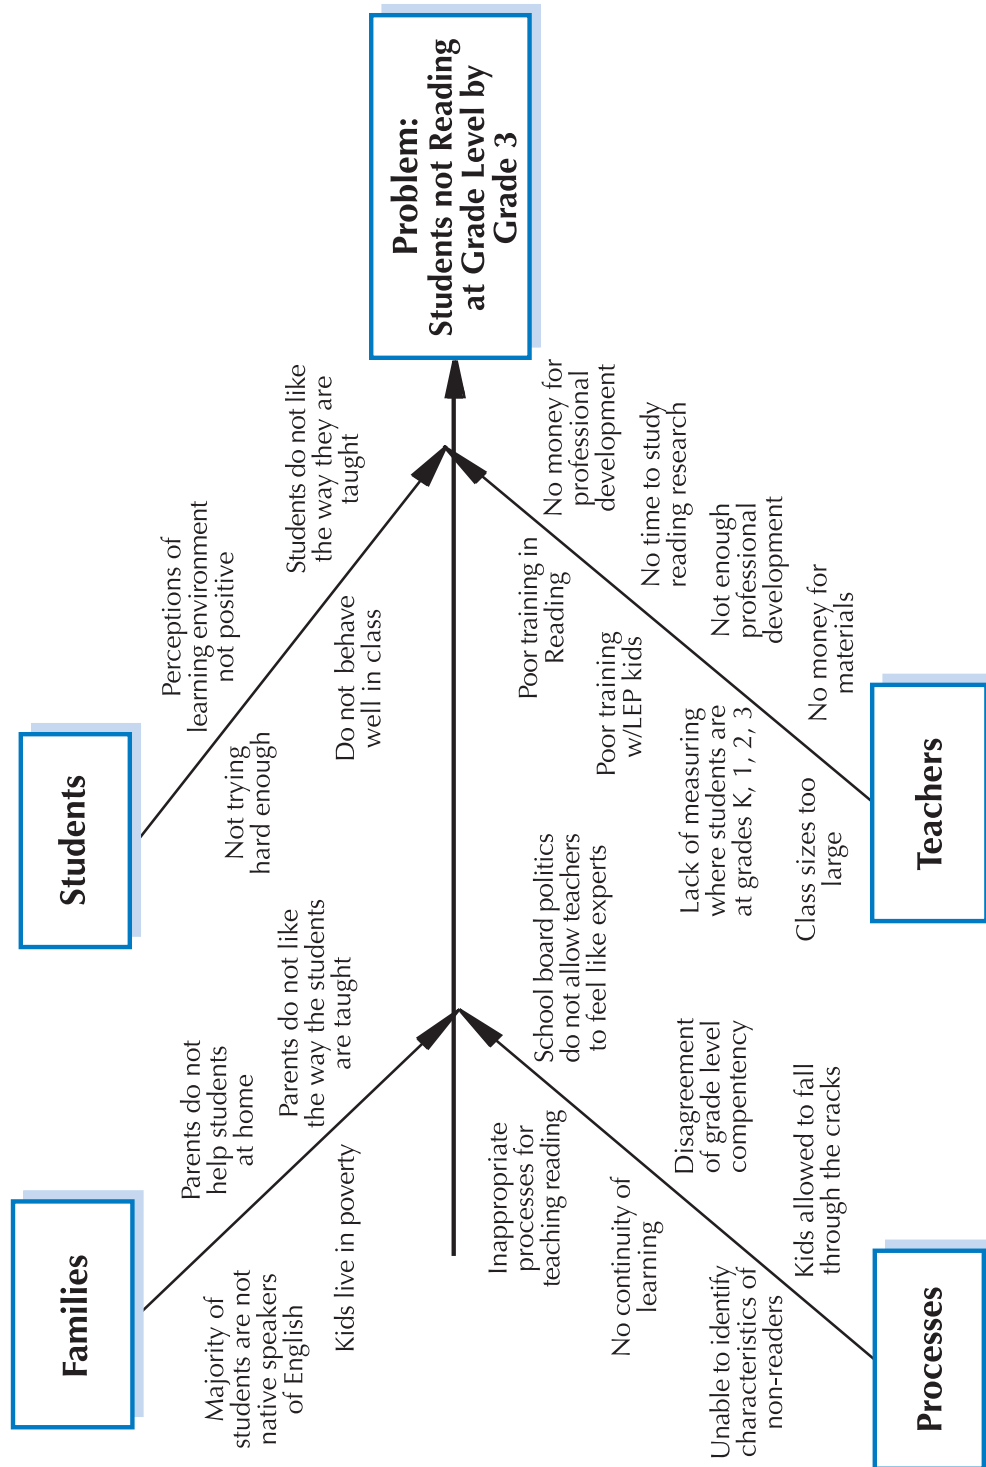 Families
Students
Majority of
students are not
native speakers
of English
Parents do not
help students
at home
Kids live in poverty
Parents do not like
the way the students
are taught
Not trying
hard enough
Perceptions of
learning environment
not positive
Do not behave
well in class
Students do not like
the way they are
taught
Problem:
Students not Reading
at Grade Level by
Grade 3
Inappropriate
processes for
teaching reading
School board politics
do not allow teachers
to feel like experts
No continuity of
learning
Disagreement
of grade level
compentency
Unable to identify
characteristics of
non-readers
Kids allowed to fall
through the cracks
Processes
Poor training in
Reading
No money for
professional
development
Poor training
w/LEP kids
No time to study
reading research
Lack of measuring
where students are
at grades K, 1, 2, 3
Not enough
professional
development
Class sizes too
large
No money for
materials
Teachers